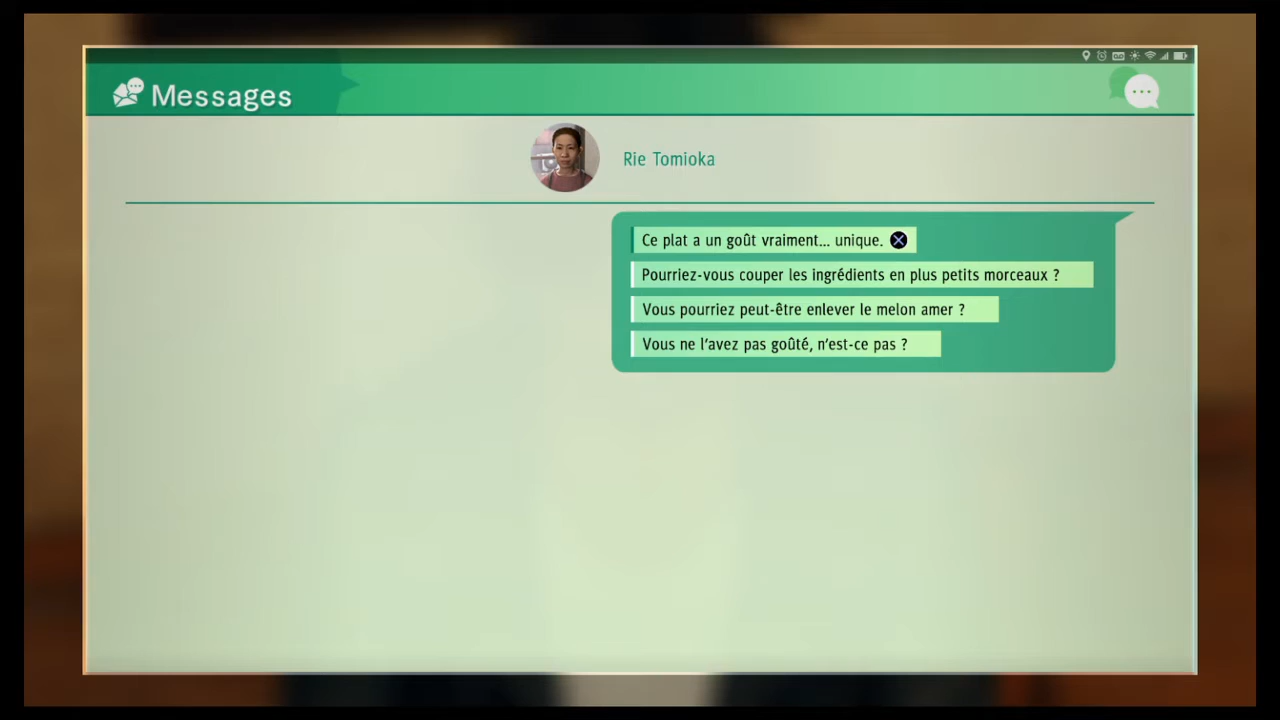 Messages
Rie Tomioka
Ce plat a un goût vraiment... unique.
Pourriez-vous couper les ingrédients en plus petits morceaux ?
Vous pourriez peut-être enlever le melon amer ?
Vous ne l'avez pas goûté, n'est-ce pas ?